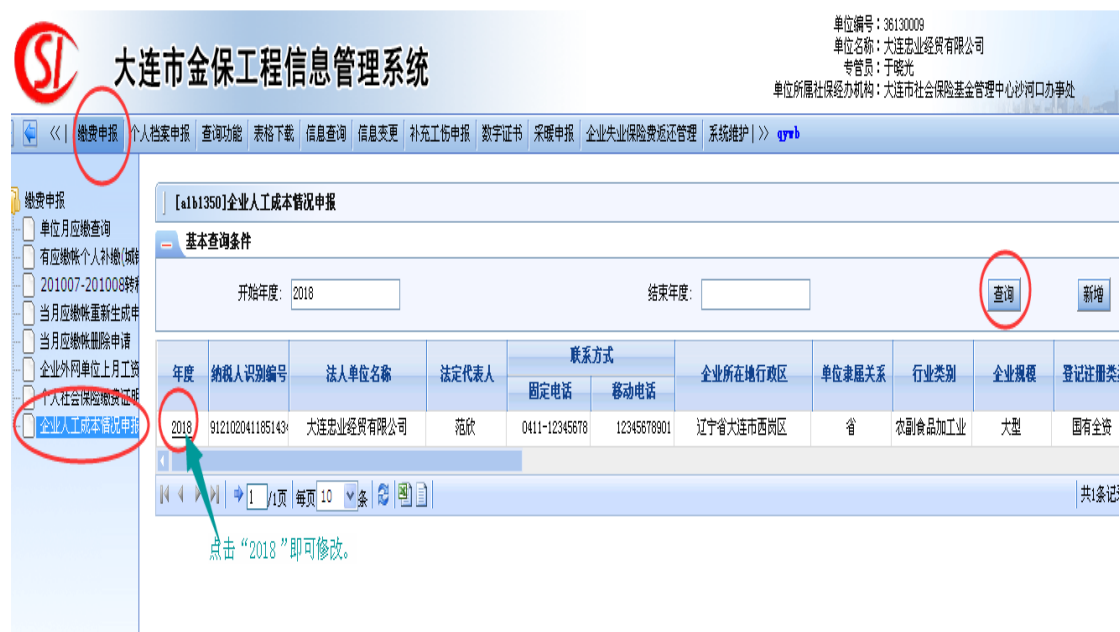 单位编号：36130009
单位名称：大连忠业经贸有限公司
专管员：于晓光
单位所属社保经办机构：大连市社会保险基金管理中心沙河口办事处
SI 大连市金保工程信息管理系统
《| 缴费申报 个人档案申报 查询功能 表格下载 信息查询 信息变更 补充工伤申报 数字证书 采暖申报 企业失业保险费返还管理 系统维护|》 qywb
缴费申报
单位月应缴查询
有应缴帐个人补缴(城镇
201007-201008转
当月应缴帐重新生成申
当月应缴帐删除申请
企业外网单位上月工资
个人社会保险缴费证明
企业人工成本情况申报
[a1b1350]企业人工成本情况申报
基本查询条件
开始年度: 2018 结束年度: 查询 新增
年度 纳税人识别编号 法人单位名称 法定代表人 联系方式 企业所在地行政区 单位隶属关系 行业类别 企业规模 登记注册类
固定电话 移动电话
2018 9121020411851434 大连忠业经贸有限公司 范欣 0411-12345678 12345678901 辽宁省大连市西岗区 省 农副食品加工业 大型 国有全资
1 /1页 每页 10 条 共1条记
点击“2018”即可修改。